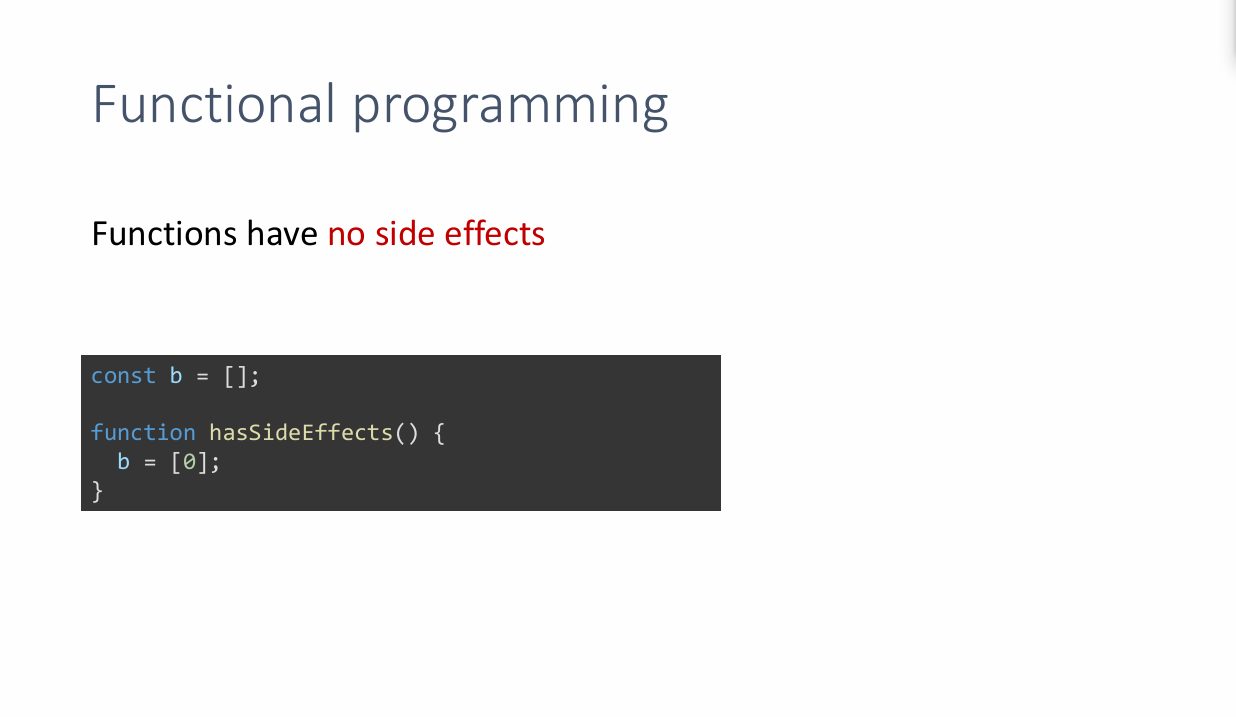 Functional programming
Functions have no side effects
const b = [];
function hasSideEffects() {
  b = [0];
}